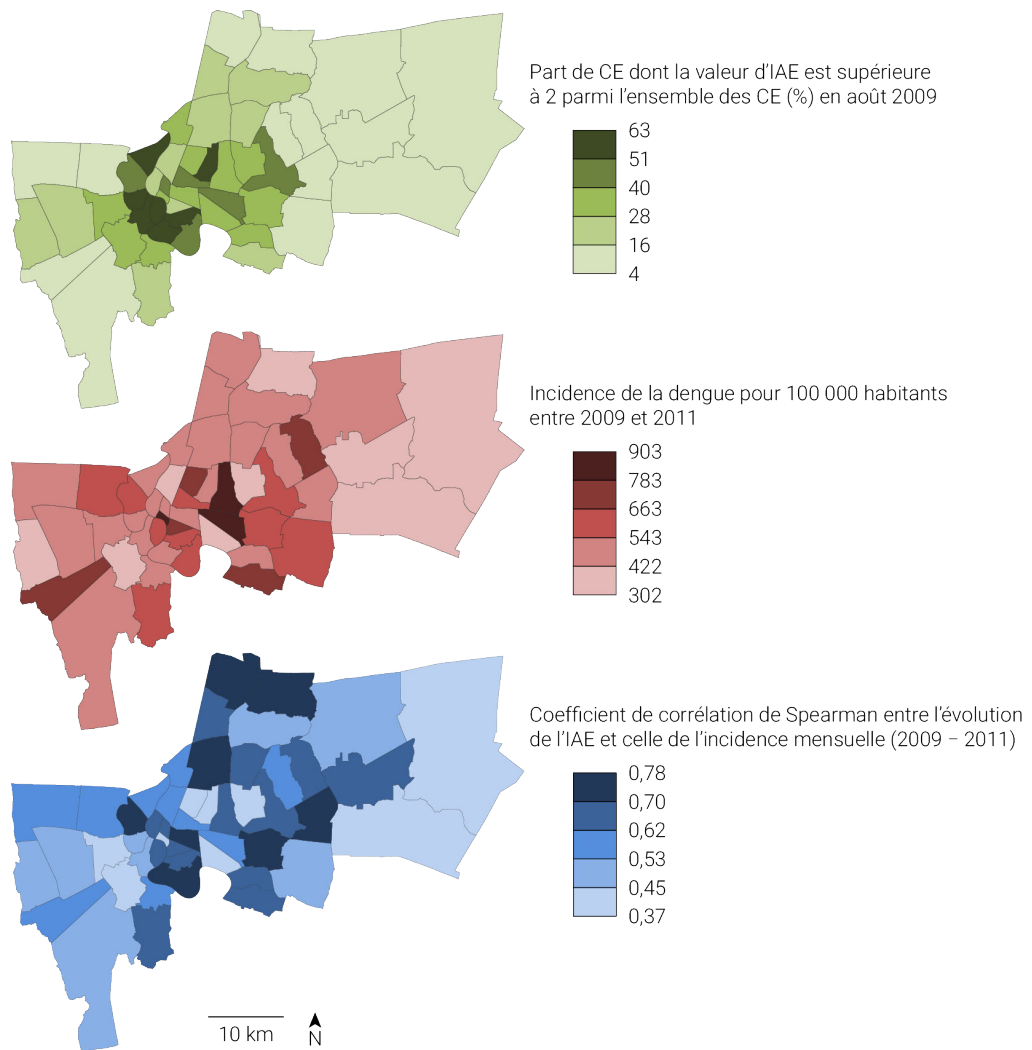 Part de CE dont la valeur d'IAE est supérieure
à 2 parmi l'ensemble des CE (%) en août 2009
63
51
40
28
16
4
Incidence de la dengue pour 100 000 habitants
entre 2009 et 2011
903
783
663
543
422
302
Coefficient de corrélation de Spearman entre l'évolution
de l'IAE et celle de l'incidence mensuelle (2009 – 2011)
0,78
0,70
0,62
0,53
0,45
0,37
10 km
N